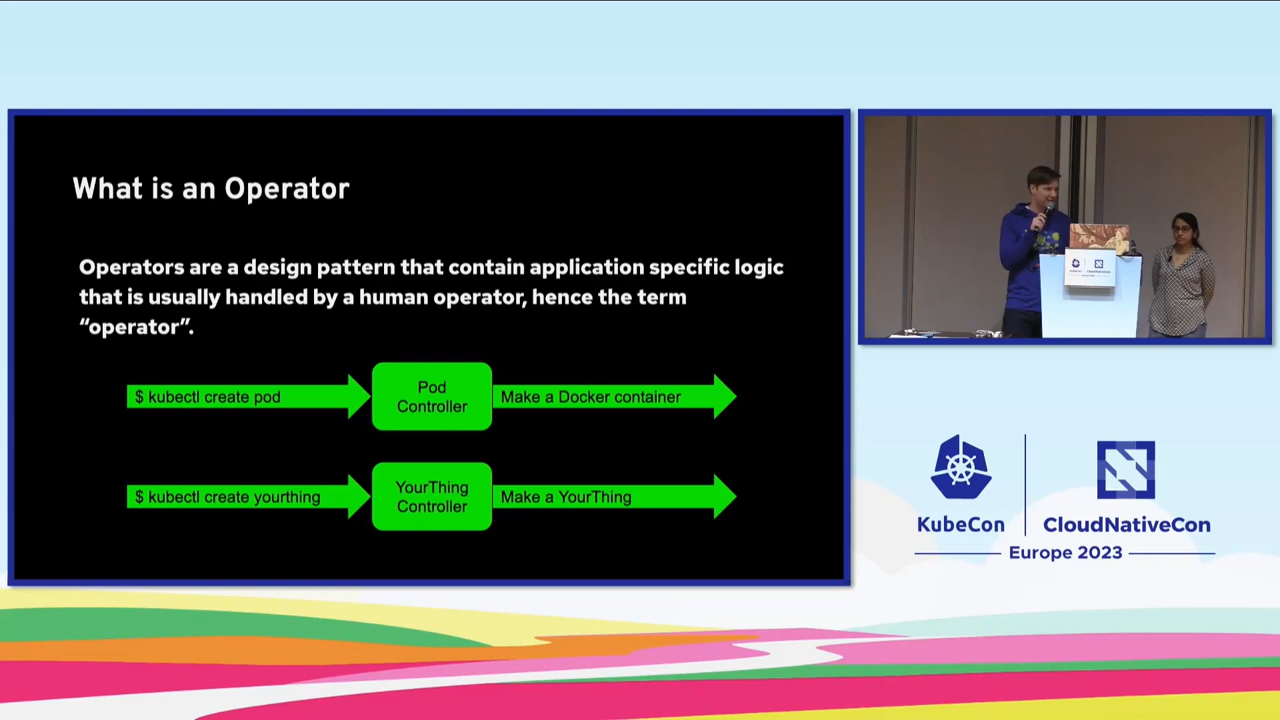 What is an Operator
Operators are a design pattern that contain application specific logic
that is usually handled by a human operator, hence the term
“operator”.
$ kubectl create pod
Pod
Controller
Make a Docker container
$ kubectl create yourthing
YourThing
Controller
Make a YourThing
KubeCon
CloudNativeCon
Europe 2023